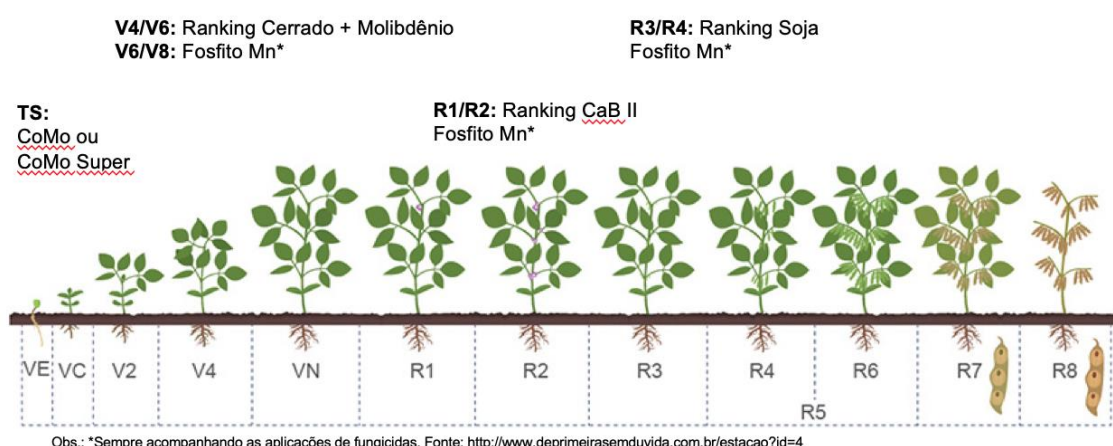 V4/V6: Ranking Cerrado + Molibdênio
V6/V8: Fosfito Mn*
R3/R4: Ranking Soja
Fosfito Mn*
TS:
CoMo ou
CoMo Super
R1/R2: Ranking CaB II
Fosfito Mn*
VE VC V2 V4 VN R1 R2 R3 R4 R6 R7 R8
R5
Obs.: *Sempre acompanhando as aplicações de fungicidas. Fonte: http://www.deprimeirasemduvida.com.br/estacao?id=4